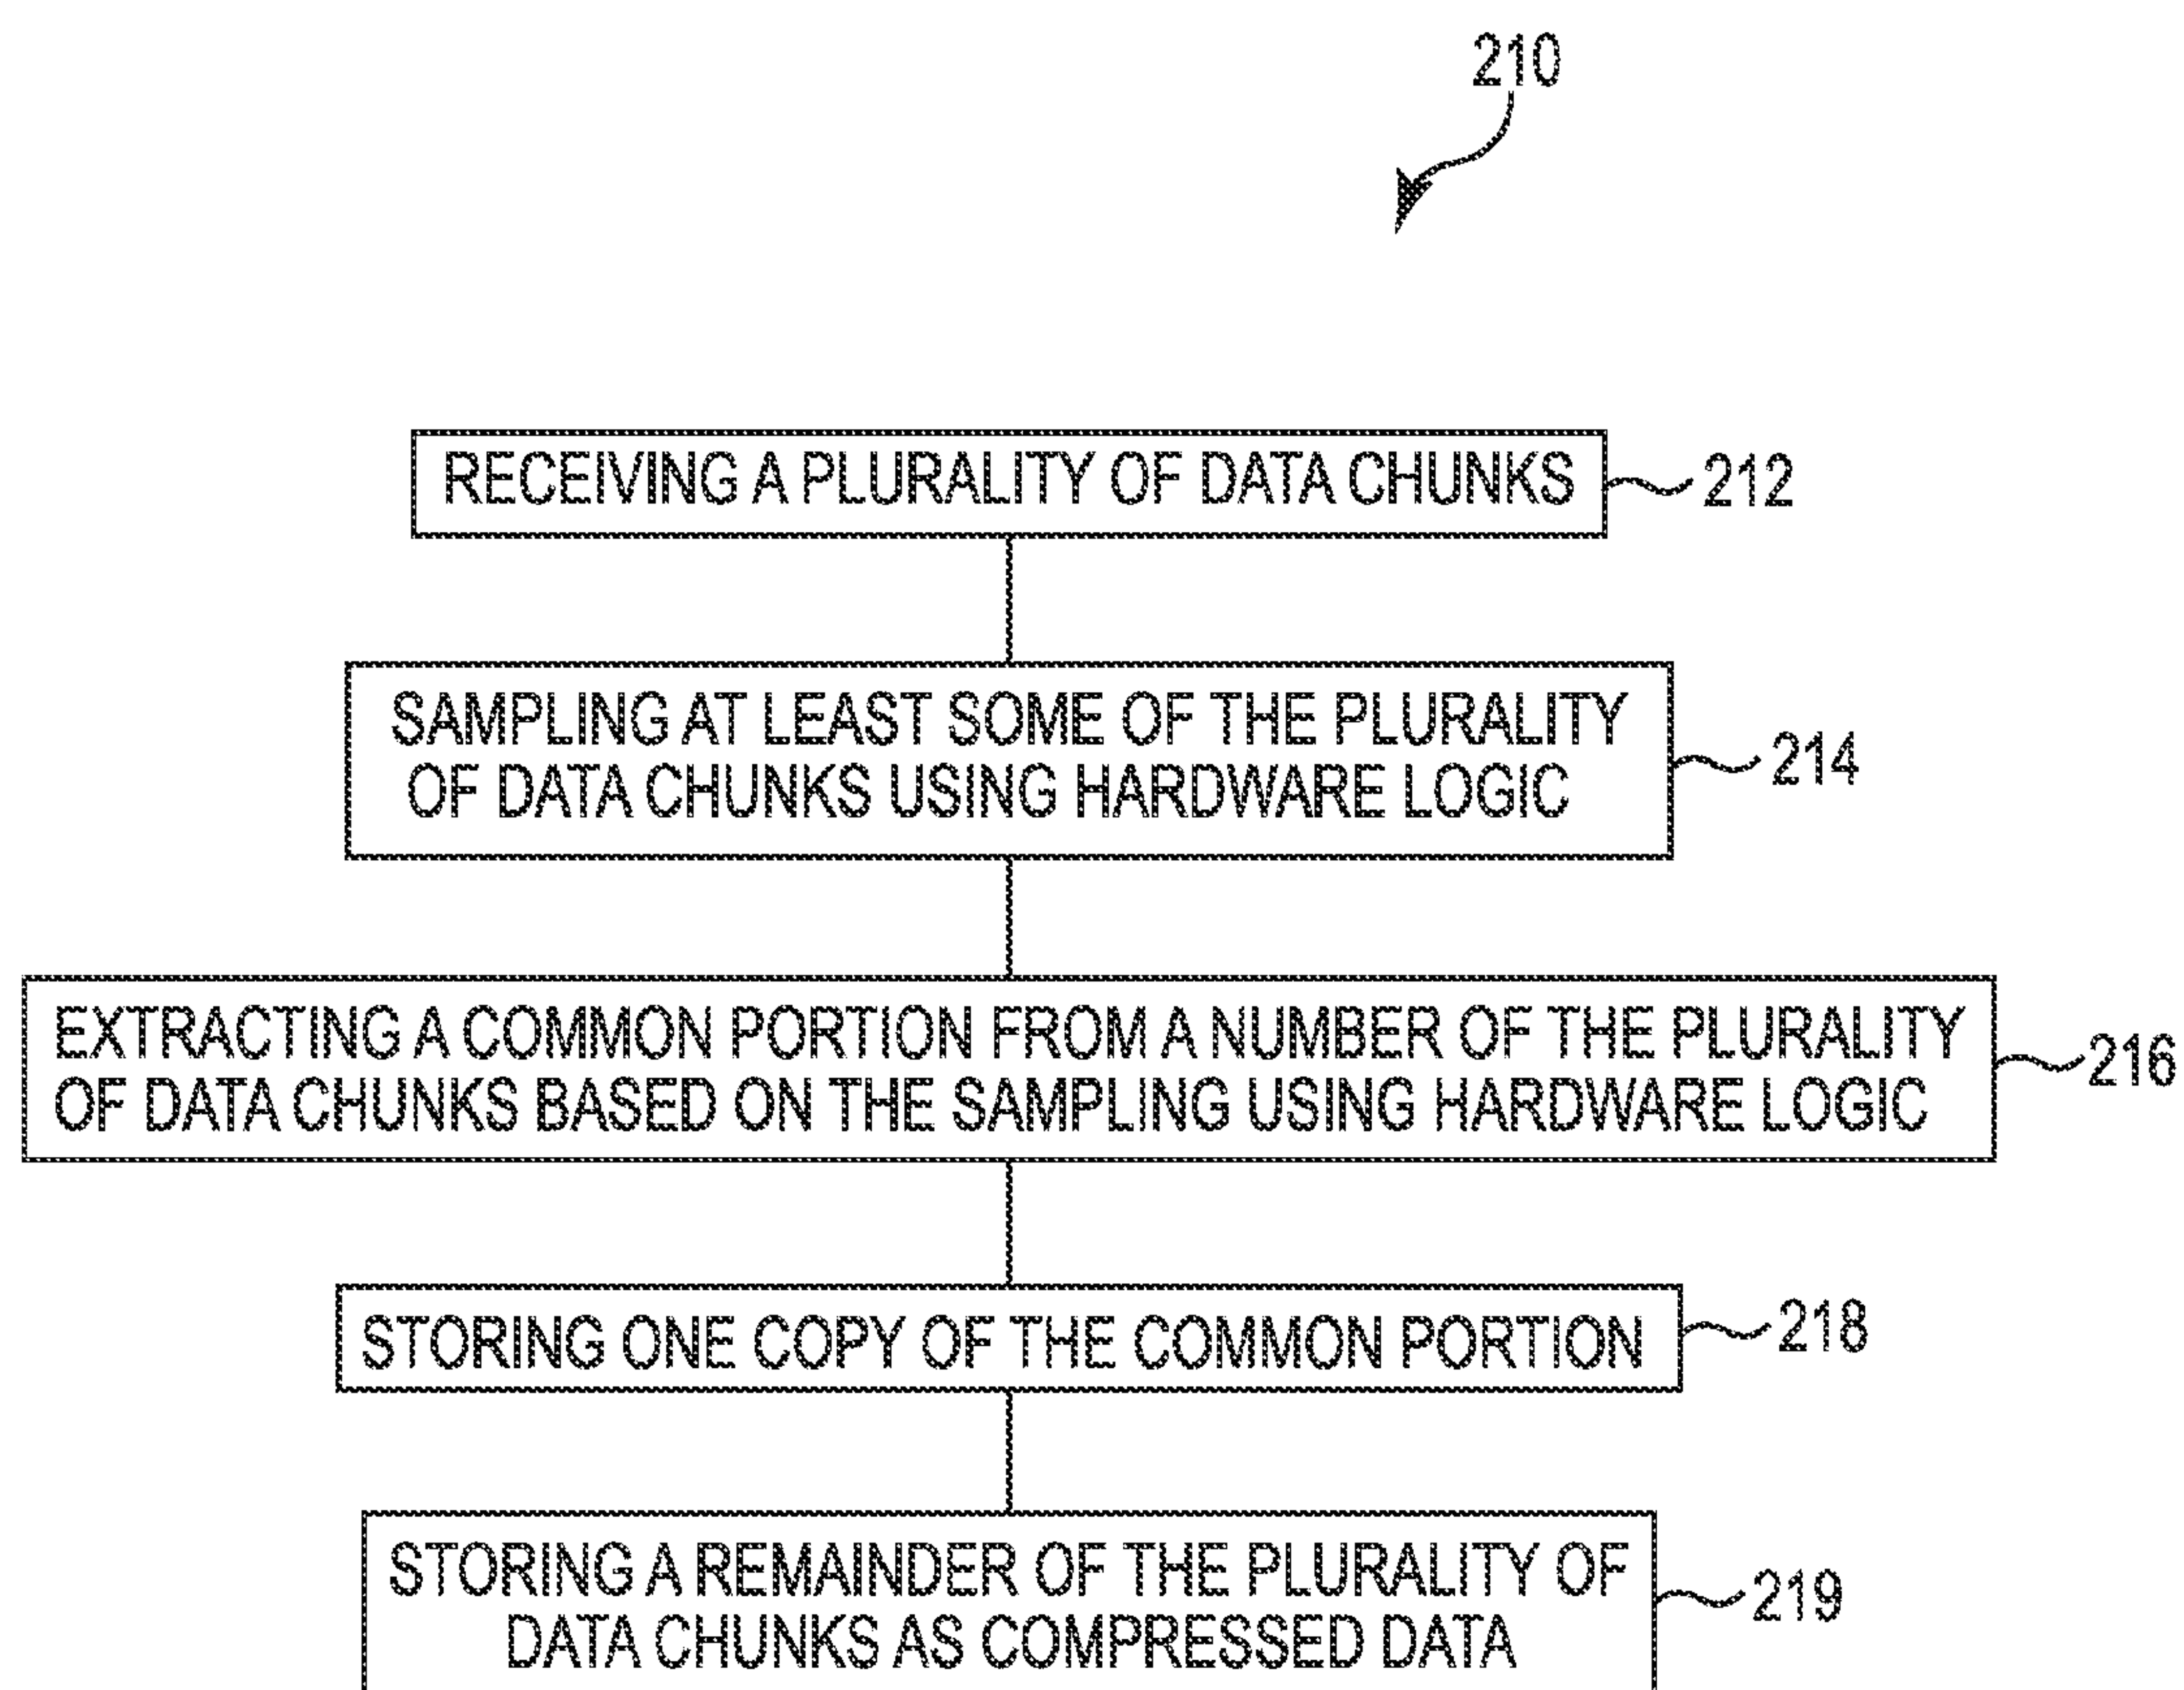 210
RECEIVING A PLURALITY OF DATA CHUNKS
212
SAMPLING AT LEAST SOME OF THE PLURALITY
OF DATA CHUNKS USING HARDWARE LOGIC
214
EXTRACTING A COMMON PORTION FROM A NUMBER OF THE PLURALITY
OF DATA CHUNKS BASED ON THE SAMPLING USING HARDWARE LOGIC
216
STORING ONE COPY OF THE COMMON PORTION
218
STORING A REMAINDER OF THE PLURALITY OF
DATA CHUNKS AS COMPRESSED DATA
219